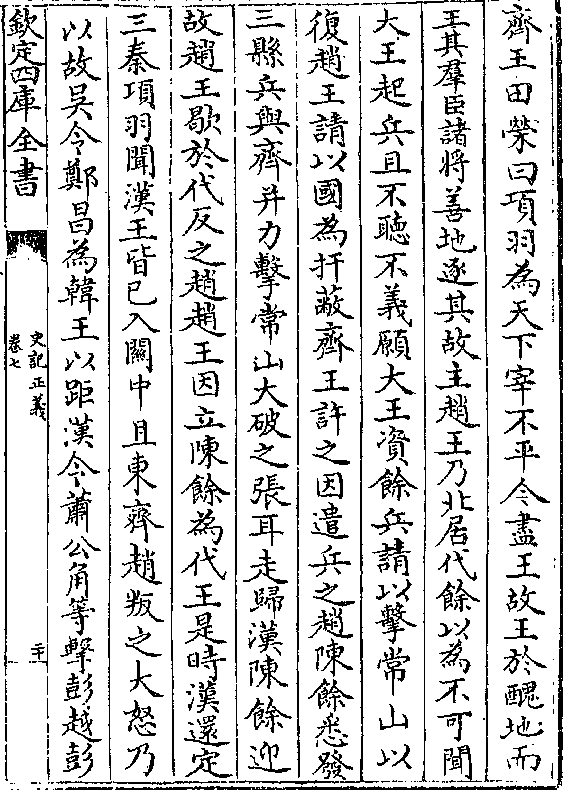 齊王田榮曰項羽為天下宰不平今盡王故王於醜地而
王其羣臣諸將善地逐其故主趙王乃北居代餘以為不可聞
大王起兵且不聽不義願大王資餘兵請以擊常山以
復趙王請以國為扞蔽齊王許之因遣兵之趙陳餘悉發
三縣兵與齊并力擊常山大破之張耳走歸漢陳餘迎
故趙王歇於代反之趙趙王因立陳餘為代王是時漢還定
三秦項羽聞漢王皆已入關中且東齊趙叛之大怒乃
以故吳令鄭昌為韓王以距漢令蕭公角等擊彭越彭
欽定四庫全書
史記正義
卷七
二十